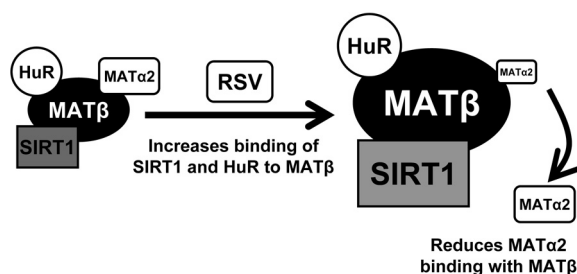 HuR
MATα2
MATβ
SIRT1
RSV
Increases binding of
SIRT1 and HuR to MATβ
HuR
MATα2
MATβ
SIRT1
MATα2
Reduces MATα2
binding with MATβ